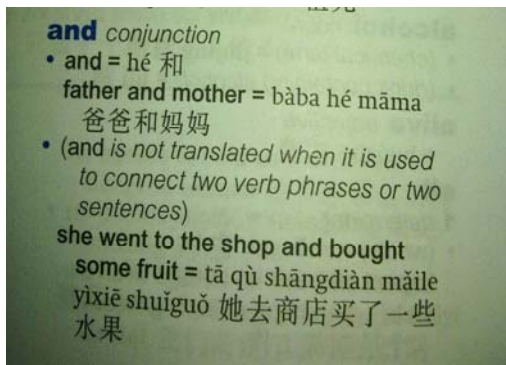 and conjunction
• and = hé 和
father and mother = bàba hé māma
爸爸和妈妈
• (and is not translated when it is used
to connect two verb phrases or two
sentences)
she went to the shop and bought
some fruit = tā qù shāngdiàn mǎile
yìxiē shuǐguǒ 她去商店买了一些
水果